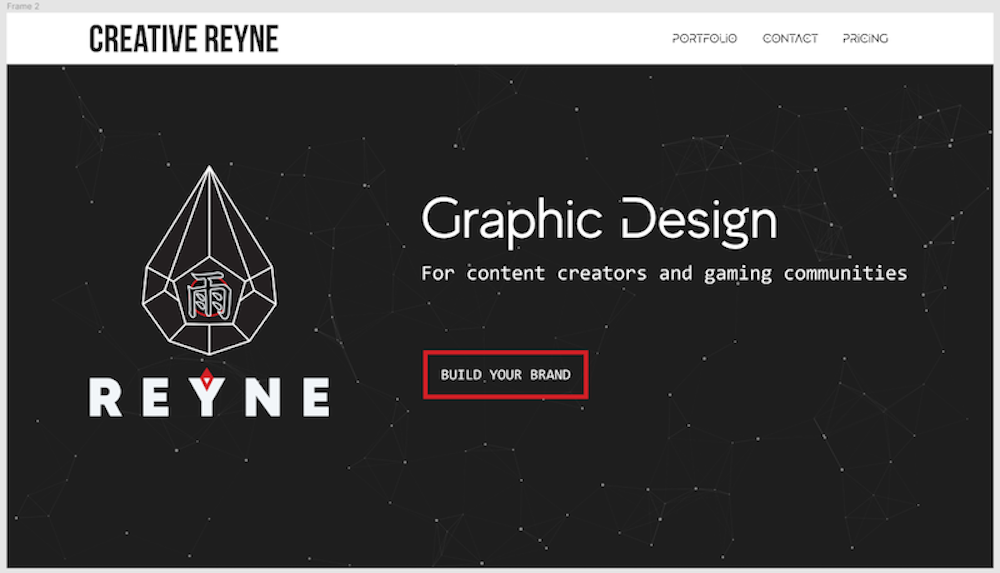 Frame 2
CREATIVE REYNE
PORTFOLIO CONTACT PRICING
Graphic Design
For content creators and gaming communities
雨
BUILD YOUR BRAND
REYNE